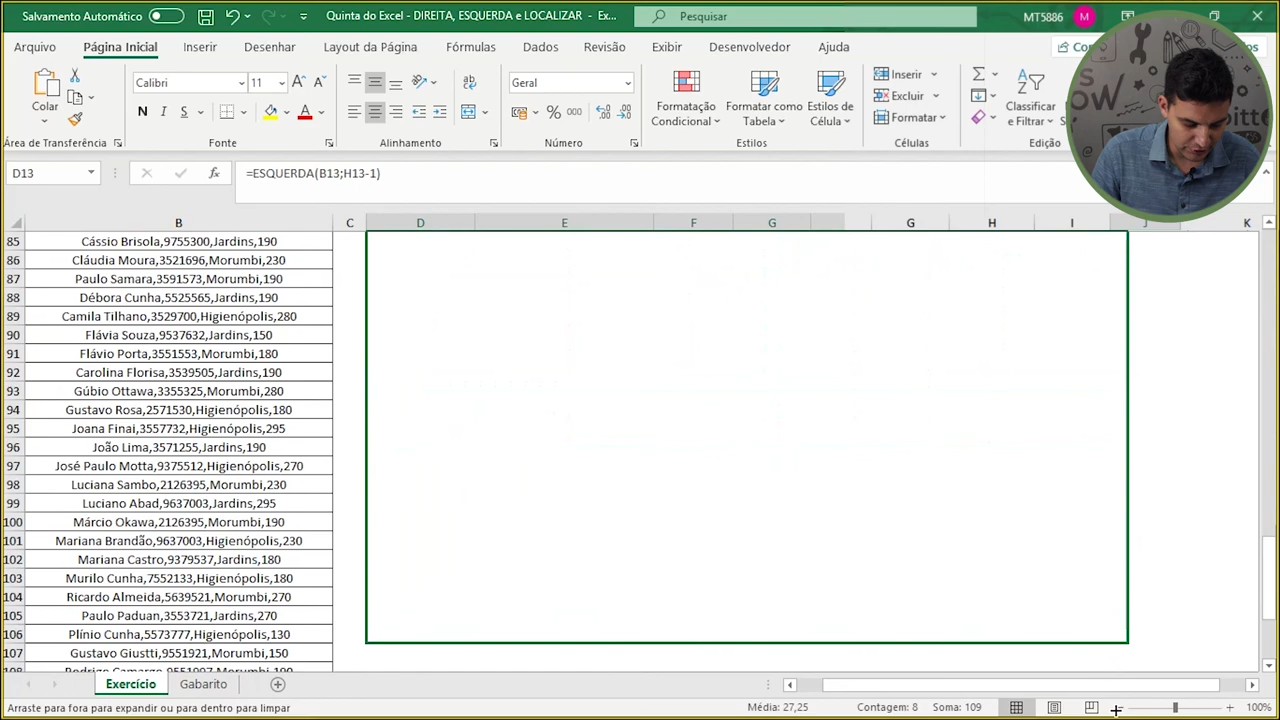 Salvamento Automático
Quinta do Excel - DIREITA, ESQUERDA e LOCALIZAR - Ex...
Pesquisar
MT5886
M
Arquivo
Página Inicial
Inserir
Desenhar
Layout da Página
Fórmulas
Dados
Revisão
Exibir
Desenvolvedor
Ajuda
Colar
Calibri
11
N I S
Geral
% 000
Formatação Condicional
Formatar como Tabela
Estilos de Célula
Inserir
Excluir
Formatar
Classificar e Filtrar
Área de Transferência
Fonte
Alinhamento
Número
Estilos
Células
Edição
D13
fx
=ESQUERDA(B13;H13-1)
B C D E F G G H I J K
85 Cássio Brisola,9755300,Jardins,190
86 Cláudia Moura,3521696,Morumbi,230
87 Paulo Samara,3591573,Morumbi,190
88 Débora Cunha,5525565,Jardins,190
89 Camila Tilhano,3529700,Higienópolis,280
90 Flávia Souza,9537632,Jardins,150
91 Flávio Porta,3551553,Morumbi,180
92 Carolina Florisa,3539505,Jardins,190
93 Gúbio Ottawa,3355325,Morumbi,280
94 Gustavo Rosa,2571530,Higienópolis,180
95 Joana Finai,3557732,Higienópolis,295
96 João Lima,3571255,Jardins,190
97 José Paulo Motta,9375512,Higienópolis,270
98 Luciana Sambo,2126395,Morumbi,230
99 Luciano Abad,9637003,Jardins,295
100 Márcio Okawa,2126395,Morumbi,190
101 Mariana Brandão,9637003,Higienópolis,230
102 Mariana Castro,9379537,Jardins,180
103 Murilo Cunha,7552133,Higienópolis,180
104 Ricardo Almeida,5639521,Morumbi,270
105 Paulo Paduan,3553721,Jardins,270
106 Plínio Cunha,5573777,Higienópolis,130
107 Gustavo Giustti,9551921,Morumbi,150
108 Rodrigo Camargo,9551997,Morumbi,190
Exercício
Gabarito
Arraste para fora para expandir ou para dentro para limpar
Média: 27,25
Contagem: 8
Soma: 109
100%